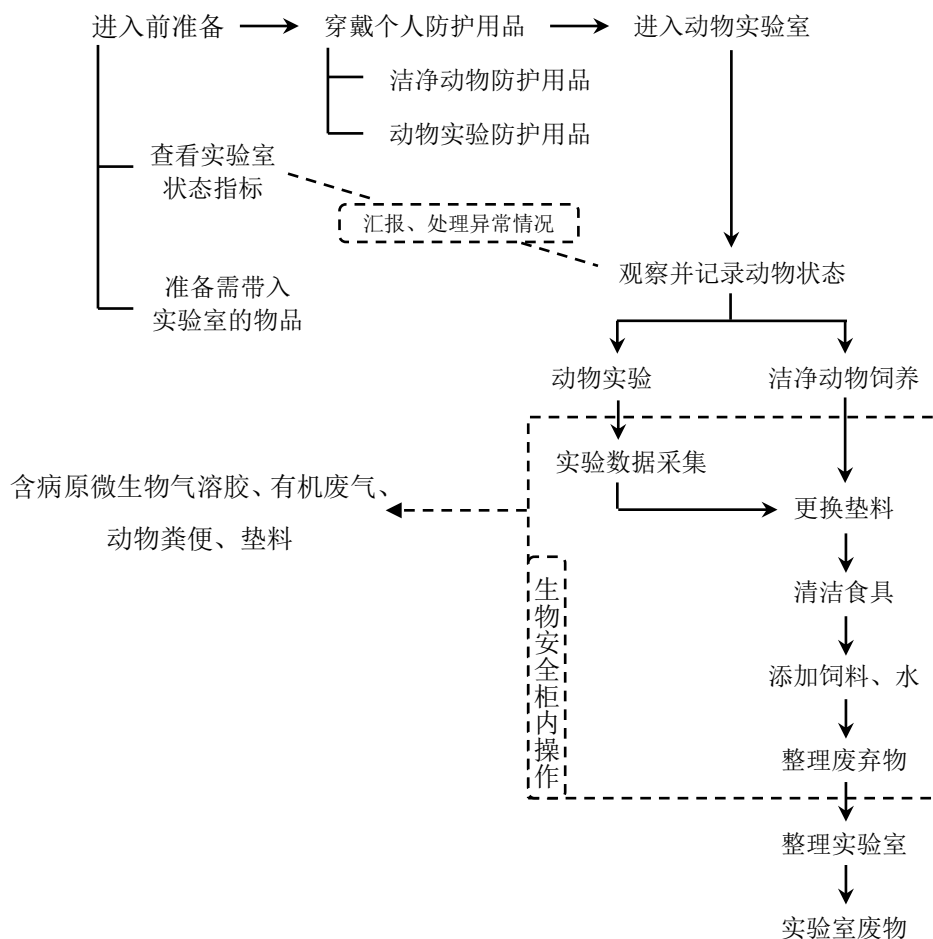 进入前准备
穿戴个人防护用品
进入动物实验室
洁净动物防护用品
动物实验防护用品
查看实验室
状态指标
汇报、处理异常情况
观察并记录动物状态
准备需带入
实验室的物品
动物实验
洁净动物饲养
实验数据采集
含病原微生物气溶胶、有机废气、
动物粪便、垫料
更换垫料
生物安全柜内操作
清洁食具
添加饲料、水
整理废弃物
整理实验室
实验室废物